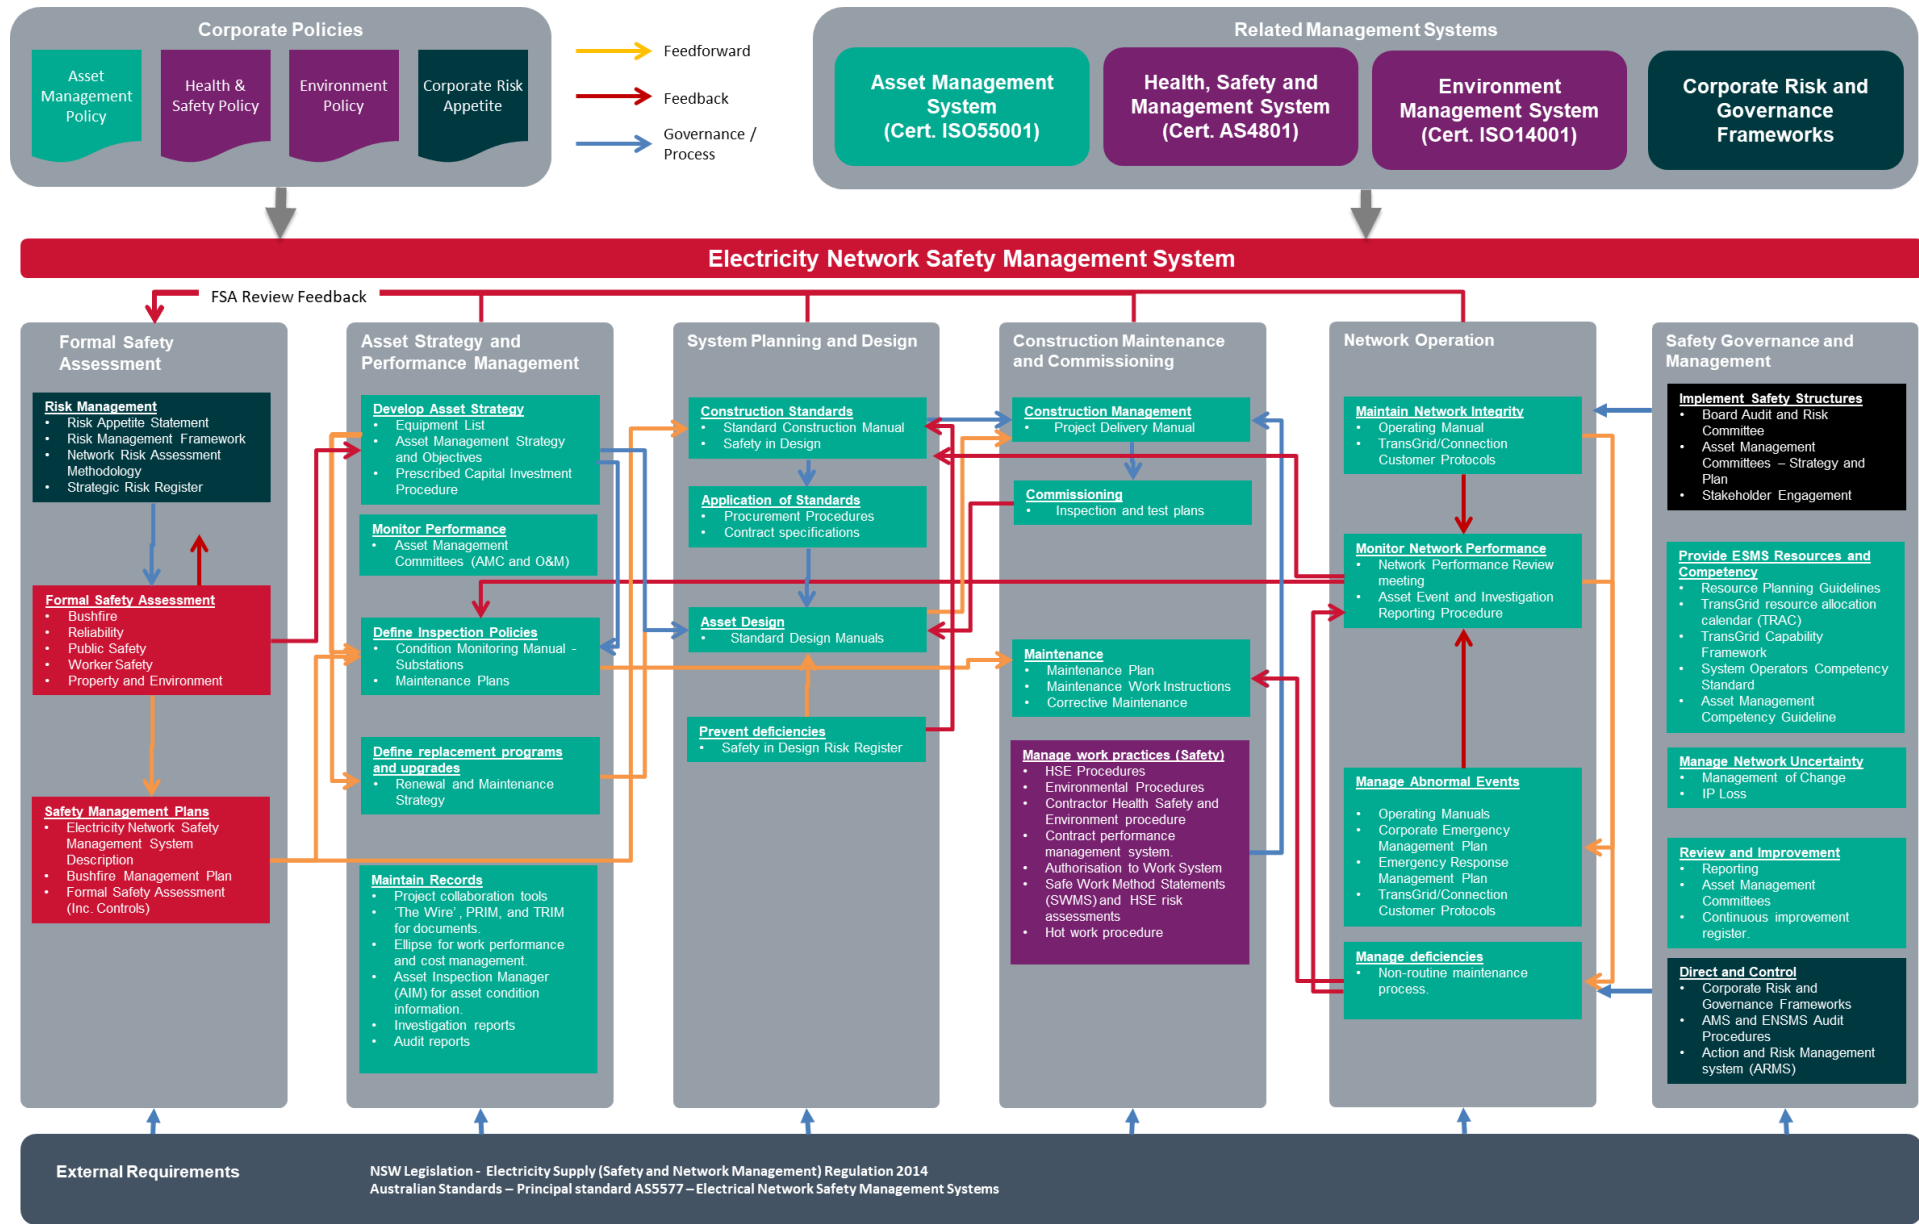 Corporate Policies
Asset
Management
Policy
Health &
Safety Policy
Environment
Policy
Corporate Risk
Appetite
Feedforward
Feedback
Governance /
Process
Related Management Systems
Asset Management
System
(Cert. ISO55001)
Health, Safety and
Management System
(Cert. AS4801)
Environment
Management System
(Cert. ISO14001)
Corporate Risk and
Governance
Frameworks
Electricity Network Safety Management System
FSA Review Feedback
Formal Safety
Assessment
Risk Management
• Risk Appetite Statement
• Risk Management Framework
• Network Risk Assessment
Methodology
• Strategic Risk Register
Formal Safety Assessment
• Bushfire
• Reliability
• Public Safety
• Worker Safety
• Property and Environment
Safety Management Plans
• Electricity Network Safety
Management System
Description
• Bushfire Management Plan
• Formal Safety Assessment
(Inc. Controls)
Asset Strategy and
Performance Management
Develop Asset Strategy
• Equipment List
• Asset Management Strategy
and Objectives
• Prescribed Capital Investment
Procedure
Monitor Performance
• Asset Management
Committees (AMC and O&M)
Define Inspection Policies
• Condition Monitoring Manual -
Substations
• Maintenance Plans
Define replacement programs
and upgrades
• Renewal and Maintenance
Strategy
Maintain Records
• Project collaboration tools
• 'The Wire' , PRIM, and TRIM
for documents.
• Ellipse for work performance
and cost management.
• Asset Inspection Manager
(AIM) for asset condition
information.
• Investigation reports
• Audit reports
System Planning and Design
Construction Standards
• Standard Construction Manual
• Safety in Design
Application of Standards
• Procurement Procedures
• Contract specifications
Asset Design
• Standard Design Manuals
Prevent deficiencies
• Safety in Design Risk Register
Construction Maintenance
and Commissioning
Construction Management
• Project Delivery Manual
Commissioning
• Inspection and test plans
Maintenance
• Maintenance Plan
• Maintenance Work Instructions
• Corrective Maintenance
Manage work practices (Safety)
• HSE Procedures
• Environmental Procedures
• Contractor Health Safety and
Environment procedure
• Contract performance
management system.
• Authorisation to Work System
• Safe Work Method Statements
(SWMS) and HSE risk
assessments
• Hot work procedure
Network Operation
Maintain Network Integrity
• Operating Manual
• TransGrid/Connection
Customer Protocols
Monitor Network Performance
• Network Performance Review
meeting
• Asset Event and Investigation
Reporting Procedure
Manage Abnormal Events
• Operating Manuals
• Corporate Emergency
Management Plan
• Emergency Response
Management Plan
• TransGrid/Connection
Customer Protocols
Manage deficiencies
• Non-routine maintenance
process.
Safety Governance and
Management
Implement Safety Structures
• Board Audit and Risk
Committee
• Asset Management
Committees – Strategy and
Plan
• Stakeholder Engagement
Provide ESMS Resources and
Competency
• Resource Planning Guidelines
• TransGrid resource allocation
calendar (TRAC)
• TransGrid Capability
Framework
• System Operators Competency
Standard
• Asset Management
Competency Guideline
Manage Network Uncertainty
• Management of Change
• IP Loss
Review and Improvement
• Reporting
• Asset Management
Committees
• Continuous improvement
register.
Direct and Control
• Corporate Risk and
Governance Frameworks
• AMS and ENSMS Audit
Procedures
• Action and Risk Management
system (ARMS)
External Requirements
NSW Legislation - Electricity Supply (Safety and Network Management) Regulation 2014
Australian Standards – Principal standard AS5577 – Electrical Network Safety Management Systems